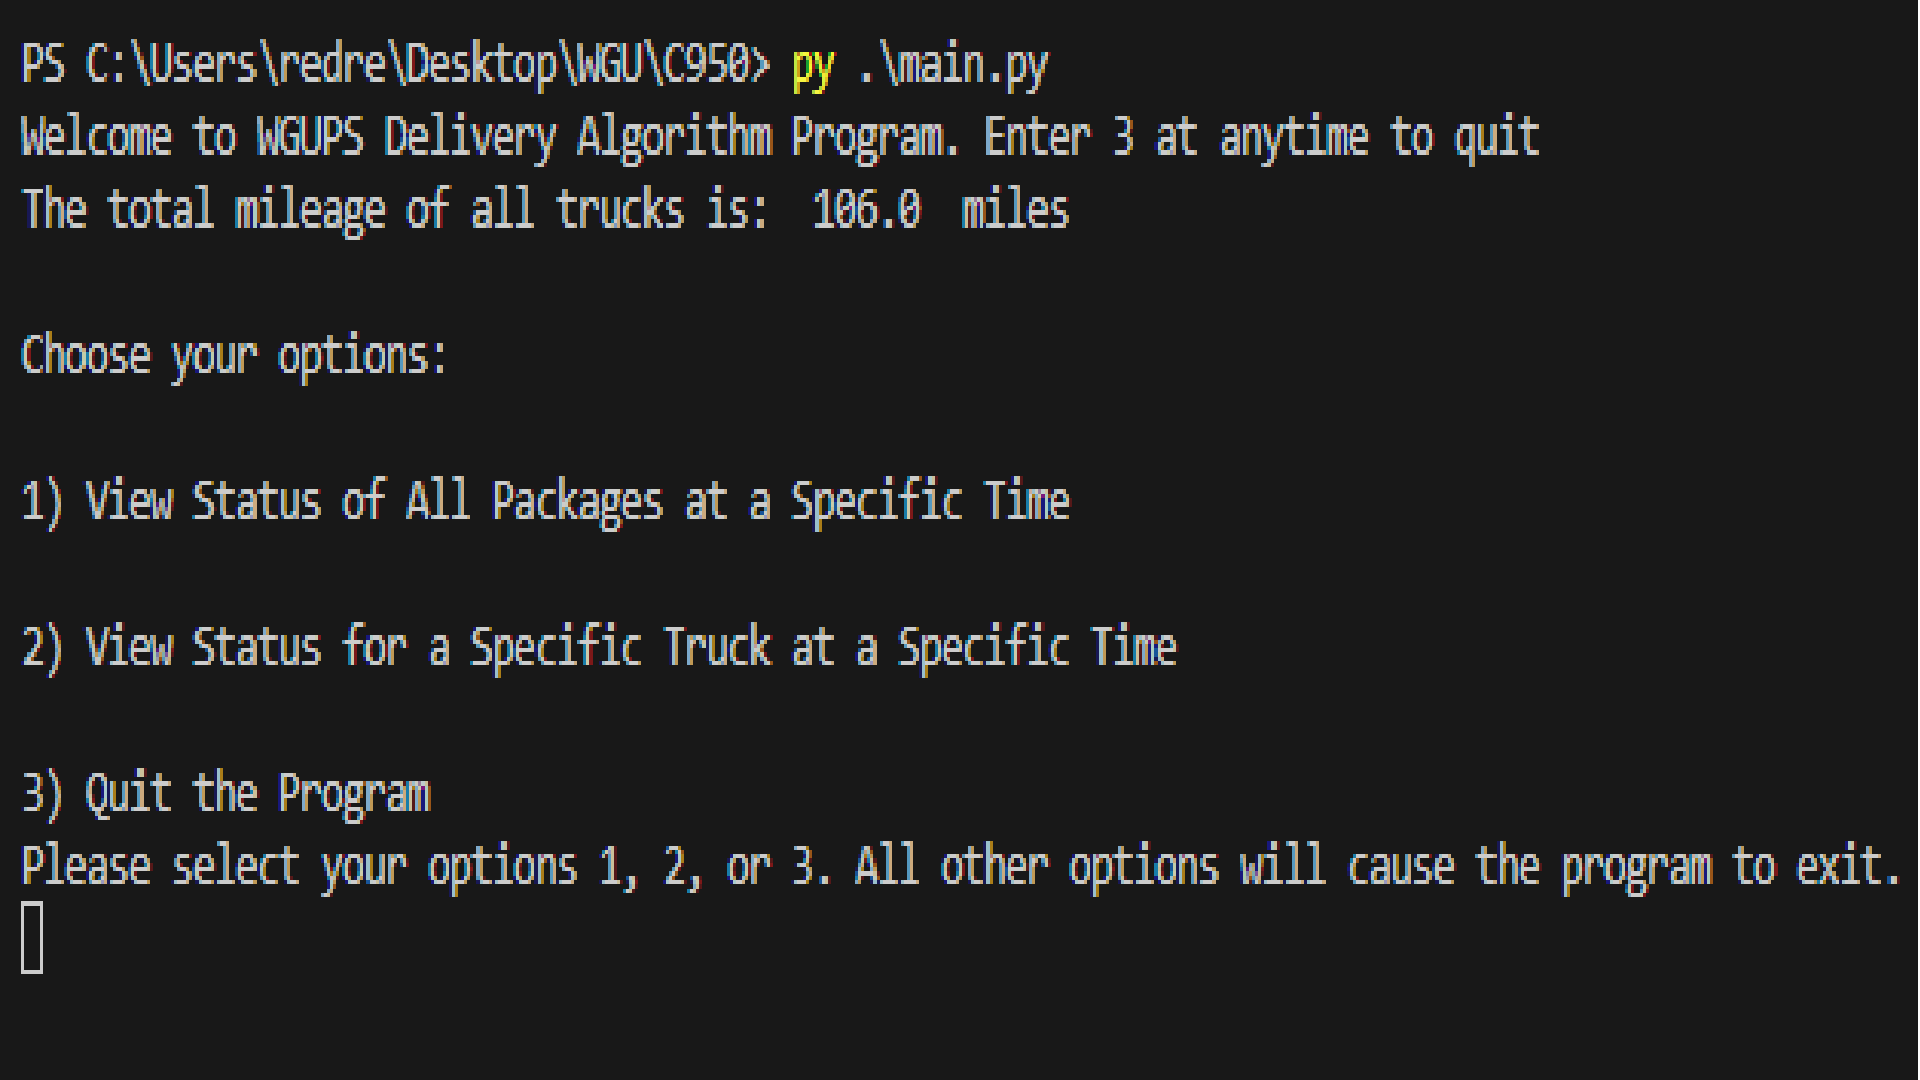 PS C:\Users\redre\Desktop\WGU\C950> py .\main.py
Welcome to WGUPS Delivery Algorithm Program. Enter 3 at anytime to quit
The total mileage of all trucks is:  106.0  miles
Choose your options:
1) View Status of All Packages at a Specific Time
2) View Status for a Specific Truck at a Specific Time
3) Quit the Program
Please select your options 1, 2, or 3. All other options will cause the program to exit.